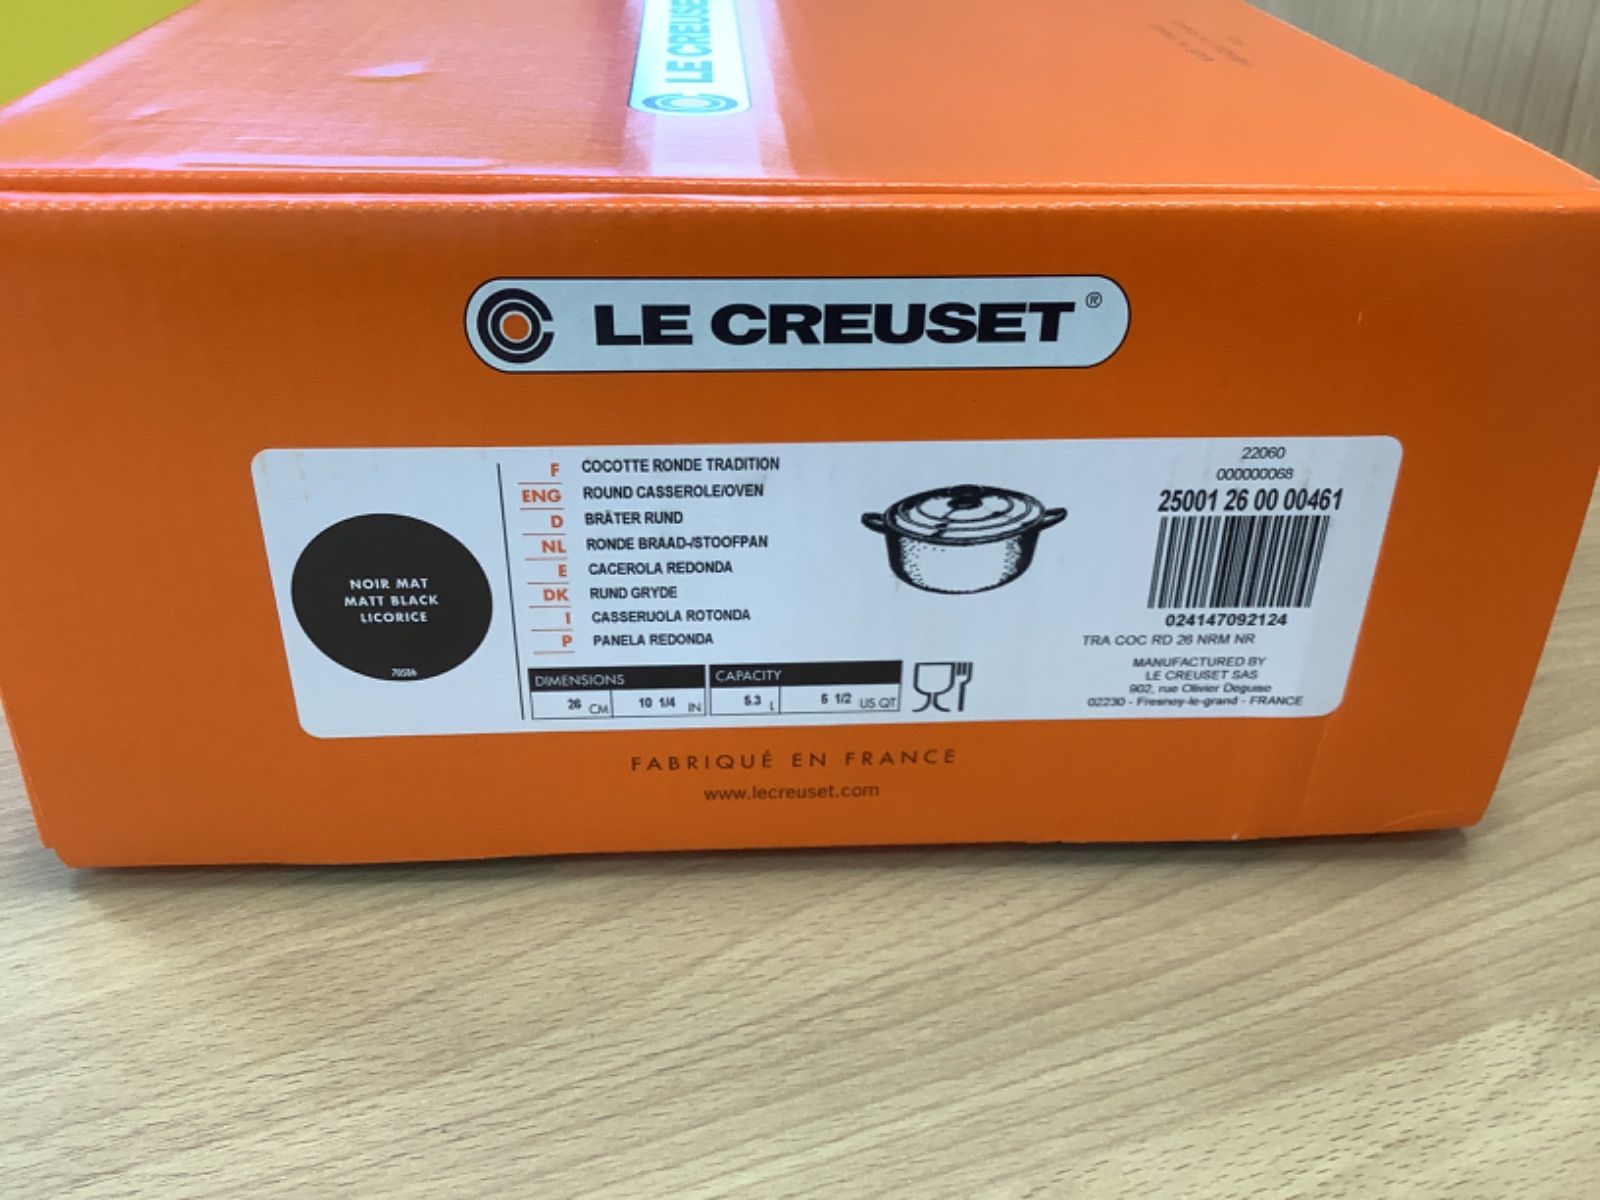 LE CREUSET
LE CREUSET®
F COCOTTE RONDE TRADITION
ENG ROUND CASSEROLE/OVEN
D BRÄTER RUND
NL RONDE BRAAD-/STOOFPAN
E CACEROLA REDONDA
DK RUND GRYDE
I CASSERUOLA ROTONDA
P PANELA REDONDA
NOIR MAT
MATT BLACK
LICORICE
DIMENSIONS CAPACITY
26 CM 10 1/4 IN 5.3 L 5 1/2 US QT
22060
000000068
25001 26 00 00461
024147092124
TRA COC RD 26 NRM NR
MANUFACTURED BY
LE CREUSET SAS
902, rue Olivier Deguise
02230 - Fresnoy-le-grand - FRANCE
FABRIQUÉ EN FRANCE
www.lecreuset.com